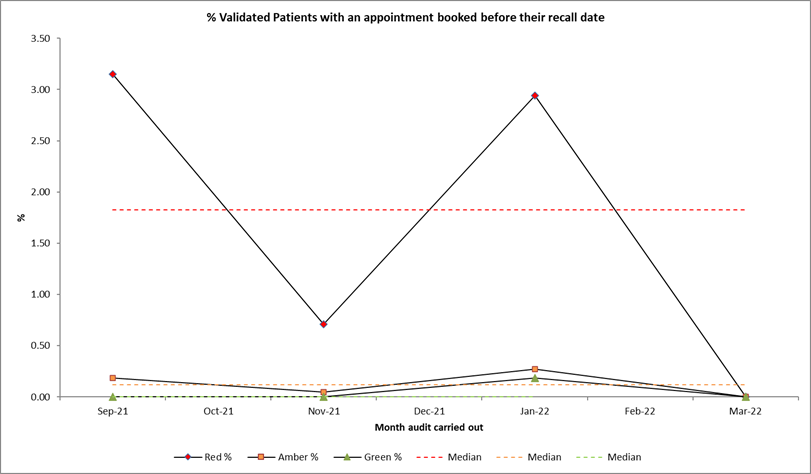 % Validated Patients with an appointment booked before their recall date
3.50
3.00
2.50
2.00
1.50
1.00
0.50
0.00
%
Sep-21 Oct-21 Nov-21 Dec-21 Jan-22 Feb-22 Mar-22
Month audit carried out
Red % Amber % Green % Median Median Median